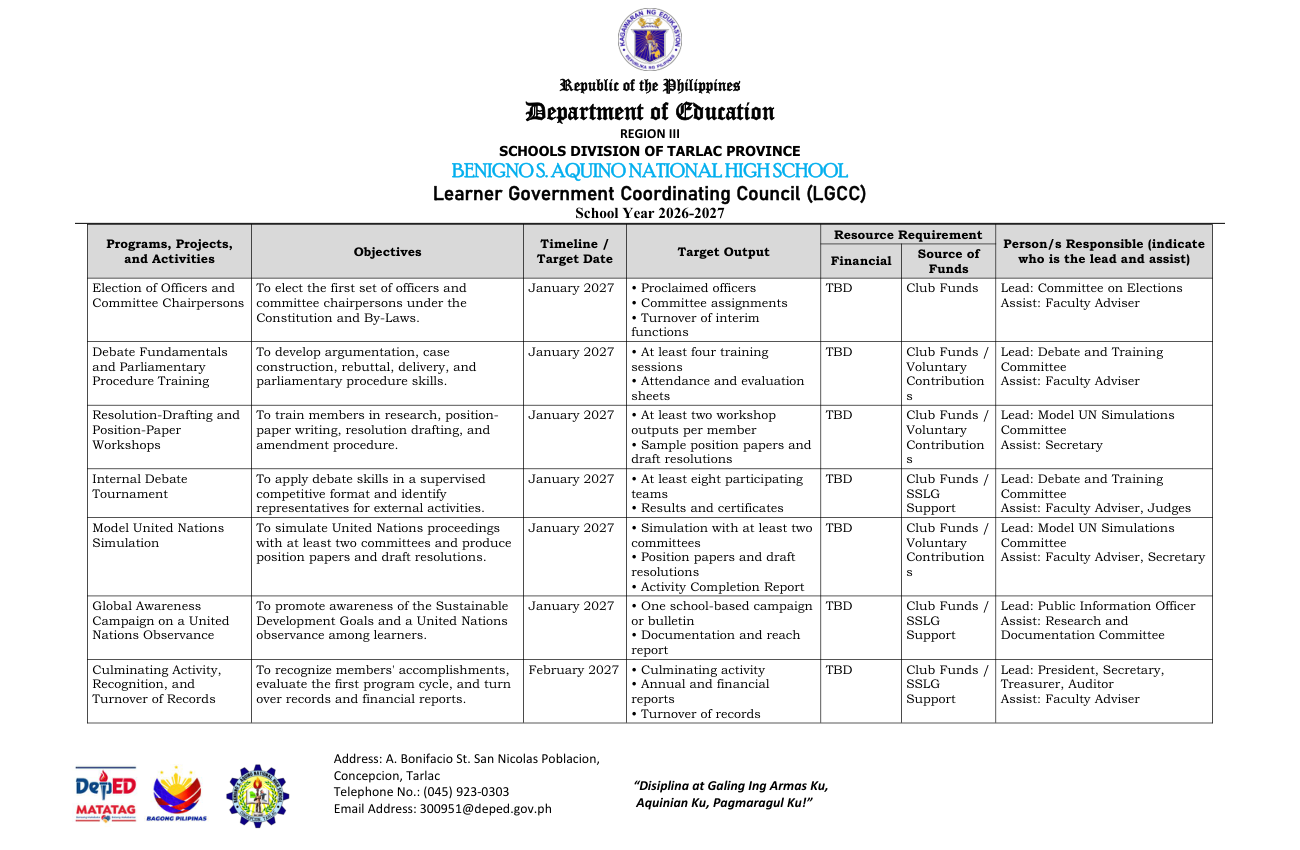 KAGAWARAN NG EDUKASYON
REPUBLIKA NG PILIPINAS
Republic of the Philippines
Department of Education
REGION III
SCHOOLS DIVISION OF TARLAC PROVINCE
BENIGNO S. AQUINO NATIONAL HIGH SCHOOL
Learner Government Coordinating Council (LGCC)
School Year 2026-2027
Programs, Projects,
and Activities
Objectives
Timeline /
Target Date
Target Output
Resource Requirement
Financial
Source of
Funds
Person/s Responsible (indicate
who is the lead and assist)
Election of Officers and
Committee Chairpersons
To elect the first set of officers and
committee chairpersons under the
Constitution and By-Laws.
January 2027
• Proclaimed officers
• Committee assignments
• Turnover of interim
functions
TBD
Club Funds
Lead: Committee on Elections
Assist: Faculty Adviser
Debate Fundamentals
and Parliamentary
Procedure Training
To develop argumentation, case
construction, rebuttal, delivery, and
parliamentary procedure skills.
January 2027
• At least four training
sessions
• Attendance and evaluation
sheets
TBD
Club Funds /
Voluntary
Contribution
s
Lead: Debate and Training
Committee
Assist: Faculty Adviser
Resolution-Drafting and
Position-Paper
Workshops
To train members in research, position-
paper writing, resolution drafting, and
amendment procedure.
January 2027
• At least two workshop
outputs per member
• Sample position papers and
draft resolutions
TBD
Club Funds /
Voluntary
Contribution
s
Lead: Model UN Simulations
Committee
Assist: Secretary
Internal Debate
Tournament
To apply debate skills in a supervised
competitive format and identify
representatives for external activities.
January 2027
• At least eight participating
teams
• Results and certificates
TBD
Club Funds /
SSLG
Support
Lead: Debate and Training
Committee
Assist: Faculty Adviser, Judges
Model United Nations
Simulation
To simulate United Nations proceedings
with at least two committees and produce
position papers and draft resolutions.
January 2027
• Simulation with at least two
committees
• Position papers and draft
resolutions
• Activity Completion Report
TBD
Club Funds /
Voluntary
Contribution
s
Lead: Model UN Simulations
Committee
Assist: Faculty Adviser, Secretary
Global Awareness
Campaign on a United
Nations Observance
To promote awareness of the Sustainable
Development Goals and a United Nations
observance among learners.
January 2027
• One school-based campaign
or bulletin
• Documentation and reach
report
TBD
Club Funds /
SSLG
Support
Lead: Public Information Officer
Assist: Research and
Documentation Committee
Culminating Activity,
Recognition, and
Turnover of Records
To recognize members' accomplishments,
evaluate the first program cycle, and turn
over records and financial reports.
February 2027
• Culminating activity
• Annual and financial
reports
• Turnover of records
TBD
Club Funds /
SSLG
Support
Lead: President, Secretary,
Treasurer, Auditor
Assist: Faculty Adviser
DepED
MATATAG
BAGONG PILIPINAS
Address: A. Bonifacio St. San Nicolas Poblacion,
Concepcion, Tarlac
Telephone No.: (045) 923-0303
Email Address: 300951@deped.gov.ph
“Disiplina at Galing Ing Armas Ku,
Aquinian Ku, Pagmaragul Ku!”